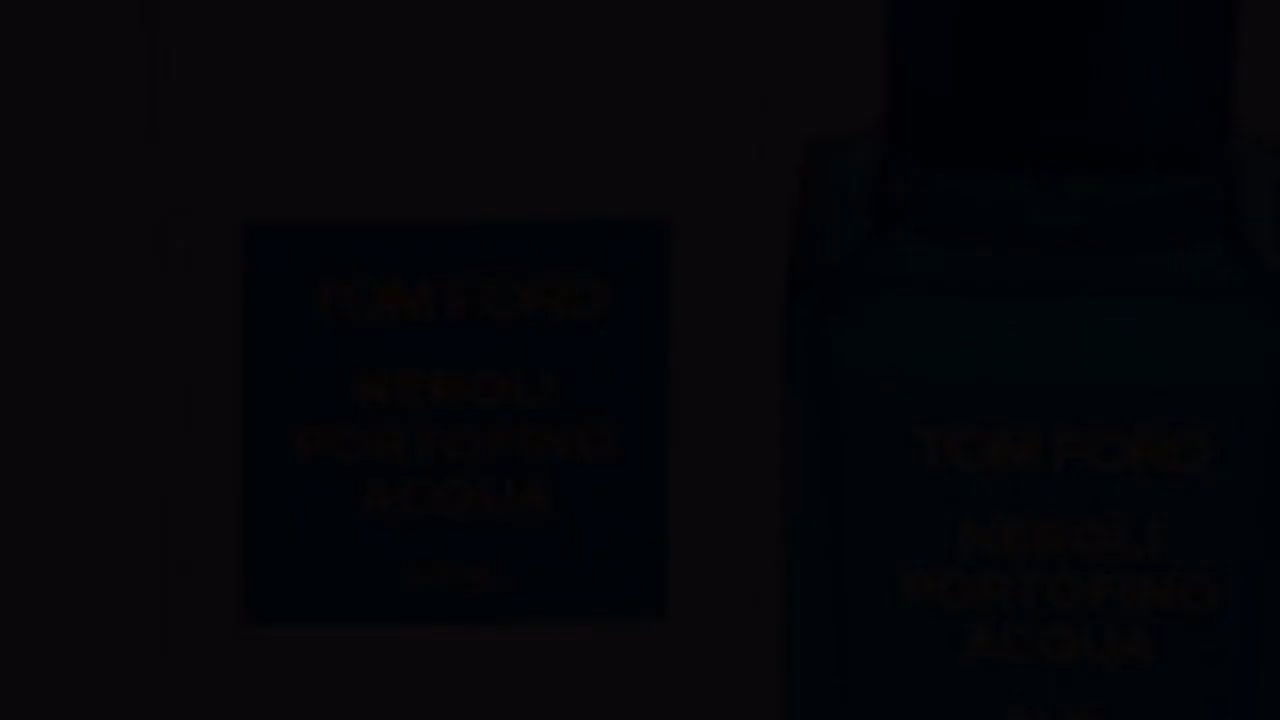 TOM FORD
NEROLI
PORTOFINO
ACQUA
TOM FORD
NEROLI
PORTOFINO
ACQUA